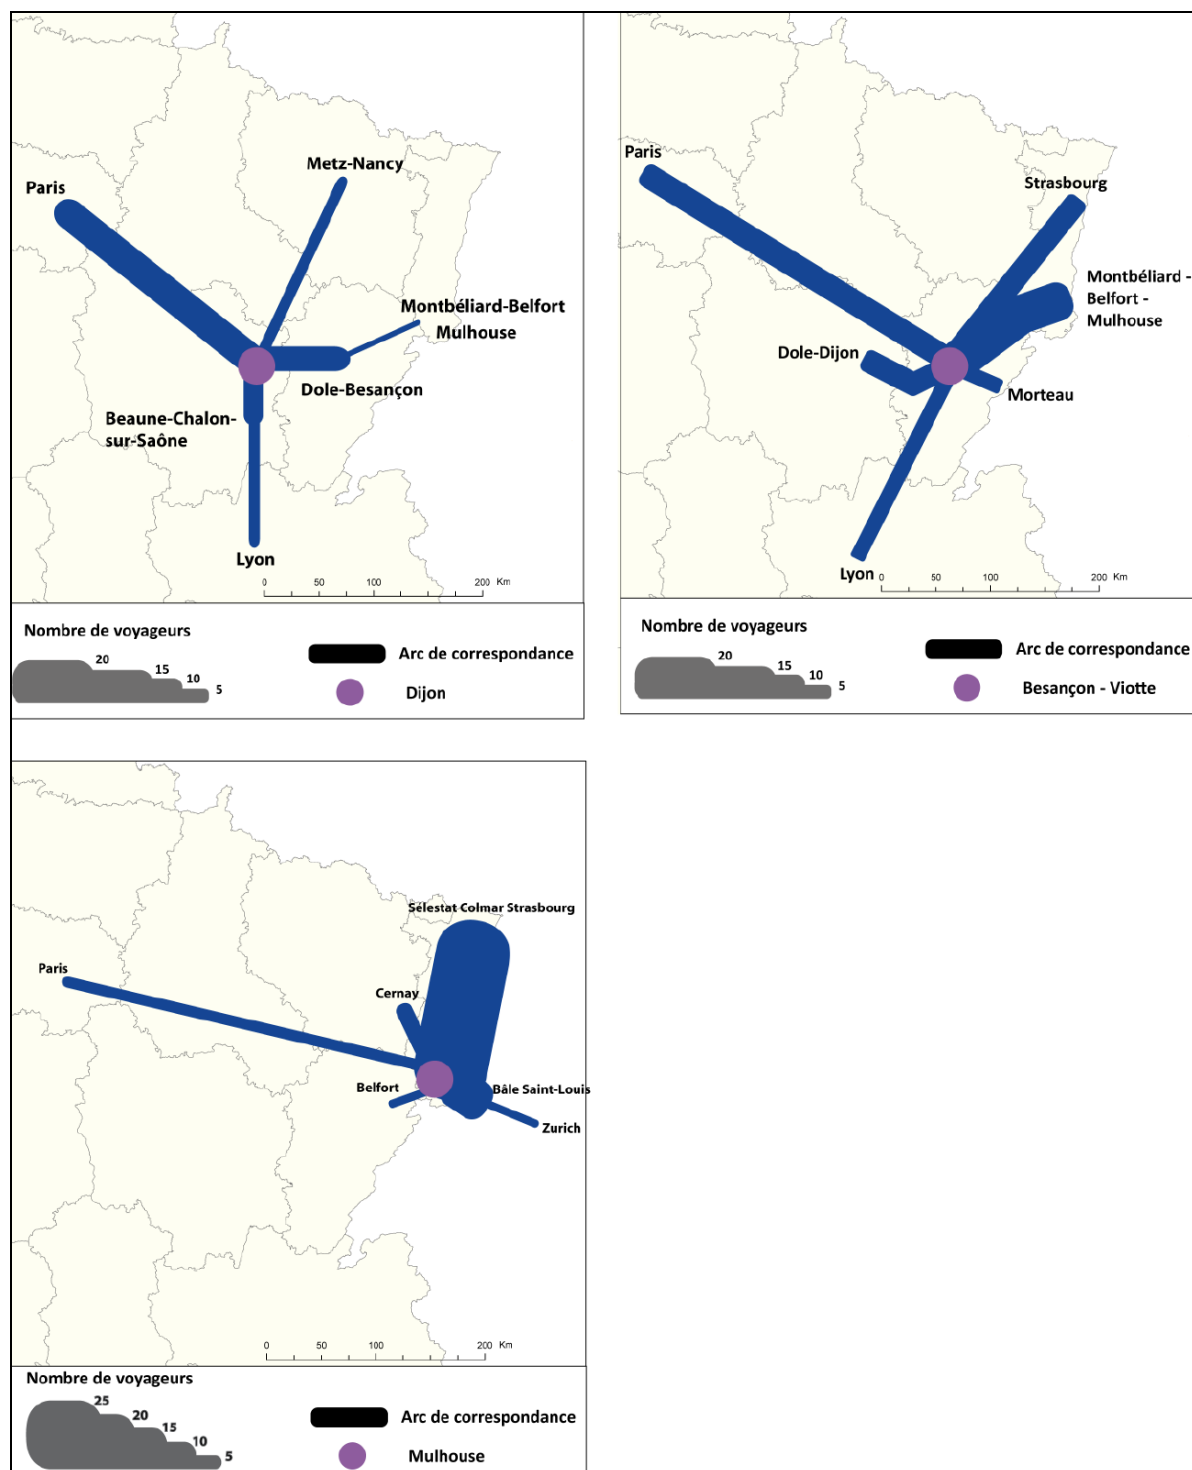 Metz-Nancy
Paris
Montbéliard-Belfort
Mulhouse
Dole-Besançon
Beaune-Chalon-
sur-Saône
Lyon
0 50 100 200 Km
Nombre de voyageurs
20
15
10
5
Arc de correspondance
Dijon
Paris
Strasbourg
Montbéliard -
Belfort -
Mulhouse
Dole-Dijon
Morteau
Lyon
0 50 100 200 Km
Nombre de voyageurs
20
15
10
5
Arc de correspondance
Besançon - Viotte
Sélestat Colmar Strasbourg
Paris
Cernay
Belfort
Bâle Saint-Louis
Zurich
0 50 100 200 Km
Nombre de voyageurs
25
20
15
10
5
Arc de correspondance
Mulhouse